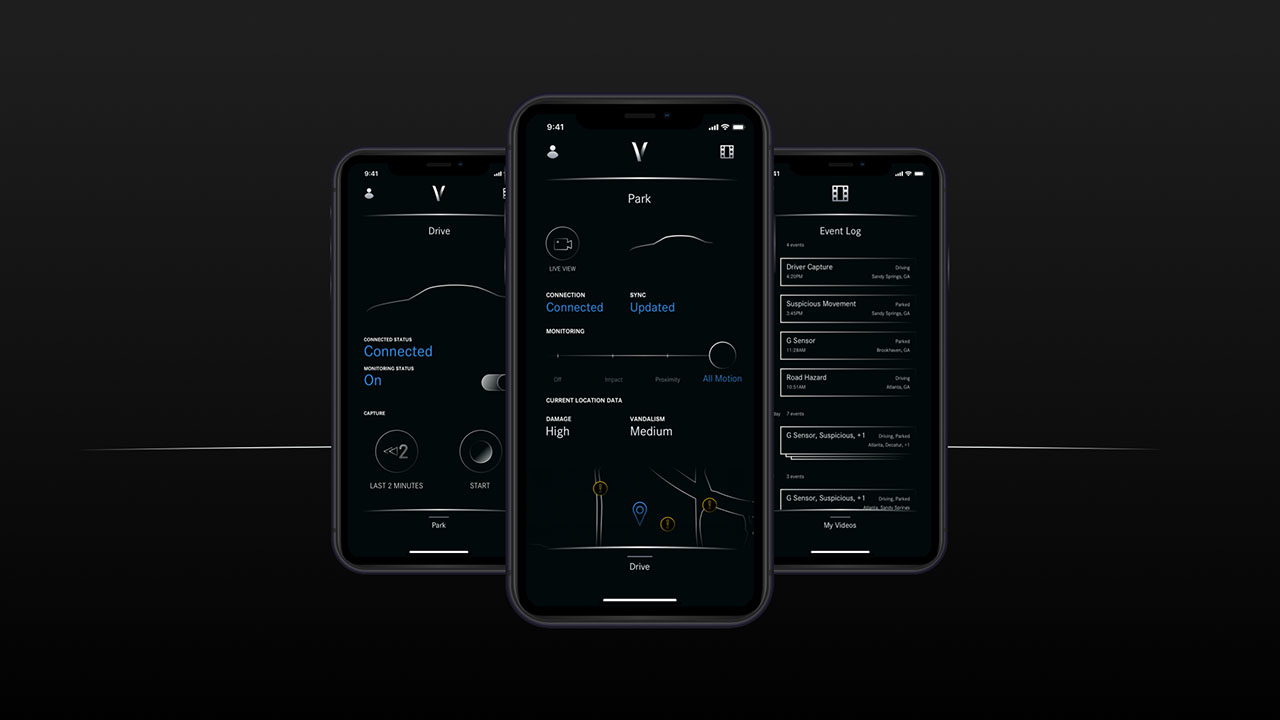 9:41
V
Drive
CONNECTED STATUS
Connected
MONITORING STATUS
On
CAPTURE
2
LAST 2 MINUTES
START
Park
9:41
V
Park
LIVE VIEW
CONNECTION
SYNC
Connected
Updated
MONITORING
Off
Impact
Proximity
All Motion
CURRENT LOCATION DATA
DAMAGE
VANDALISM
High
Medium
Drive
41
Event Log
4 events
Driver Capture
Driving
4:20PM
Sandy Springs, GA
Suspicious Movement
Parked
3:45PM
Sandy Springs, GA
G Sensor
Parked
11:28AM
Brookhaven, GA
Road Hazard
Driving
10:51AM
Atlanta, GA
day
7 events
G Sensor, Suspicious, +1
Driving, Parked
Atlanta, Decatur, +1
3 events
G Sensor, Suspicious, +1
Driving, Parked
Atlanta, Sandy Springs
My Videos